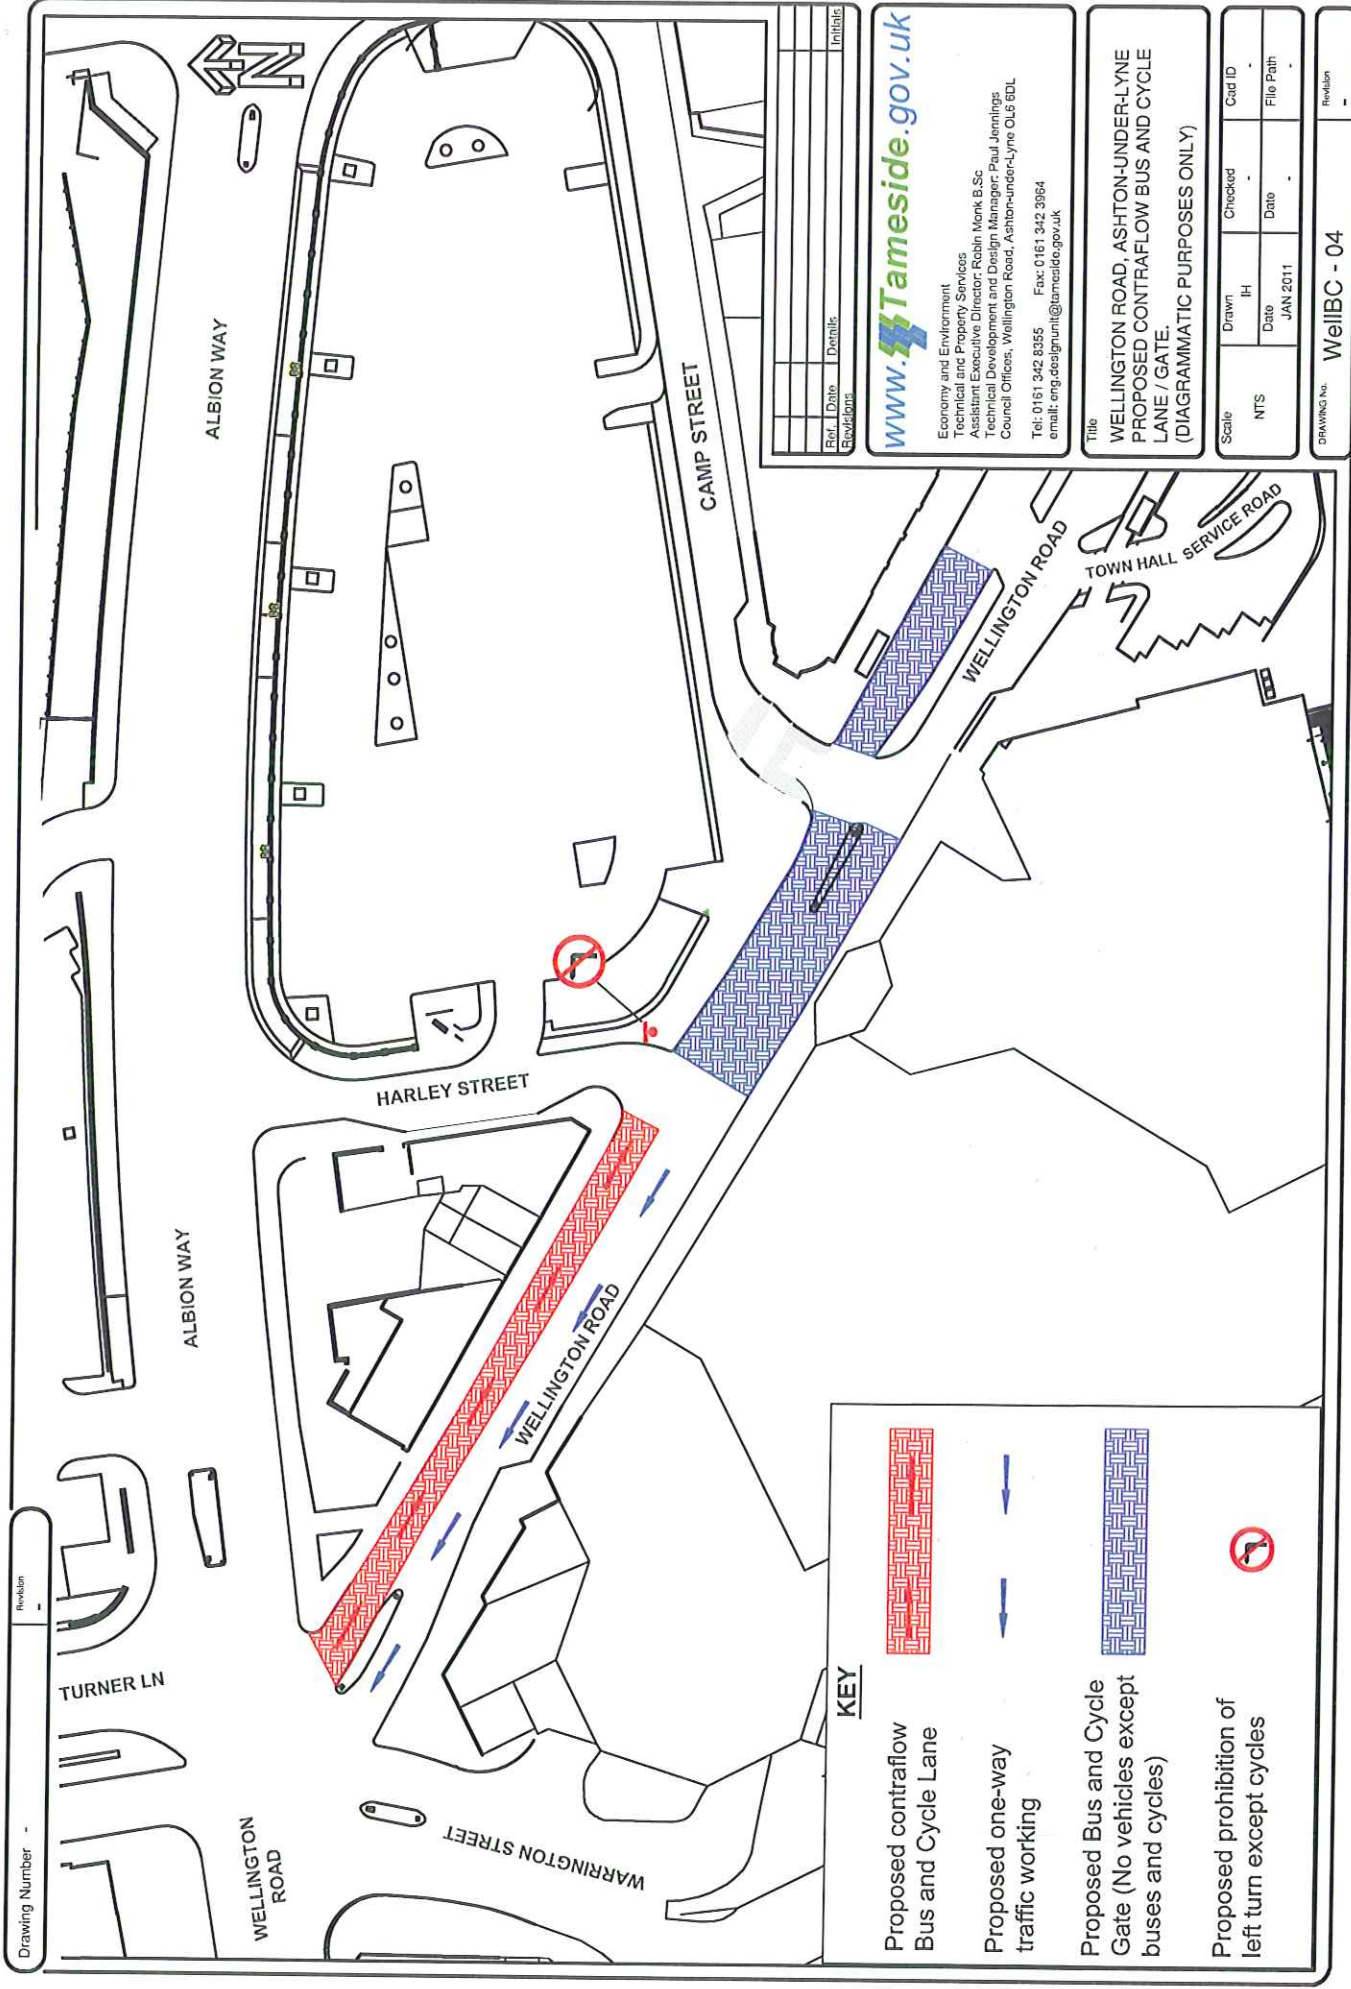 Drawing Number -
Revision
-
TURNER LN
ALBION WAY
ALBION WAY
N
WELLINGTON
ROAD
WARRINGTON STREET
HARLEY STREET
WELLINGTON ROAD
CAMP STREET
WELLINGTON ROAD
TOWN HALL SERVICE ROAD
KEY
Proposed contraflow
Bus and Cycle Lane
Proposed one-way
traffic working
Proposed Bus and Cycle
Gate (No vehicles except
buses and cycles)
Proposed prohibition of
left turn except cycles
Ref. Date Details Initials
Revisions
www.Tameside.gov.uk
Economy and Environment
Technical and Property Services
Assistant Executive Director: Robin Monk B.Sc
Technical Development and Design Manager: Paul Jennings
Council Offices, Wellington Road, Ashton-under-Lyne OL6 6DL
Tel: 0161 342 8355 Fax: 0161 342 3964
email: eng.designunit@tameside.gov.uk
Title
WELLINGTON ROAD, ASHTON-UNDER-LYNE
PROPOSED CONTRAFLOW BUS AND CYCLE
LANE / GATE.
(DIAGRAMMATIC PURPOSES ONLY)
Scale
NTS
Drawn
IH
Checked
-
Cad ID
-
Date
JAN 2011
Date
-
File Path
-
DRAWING No.
WellBC - 04
Revision
-